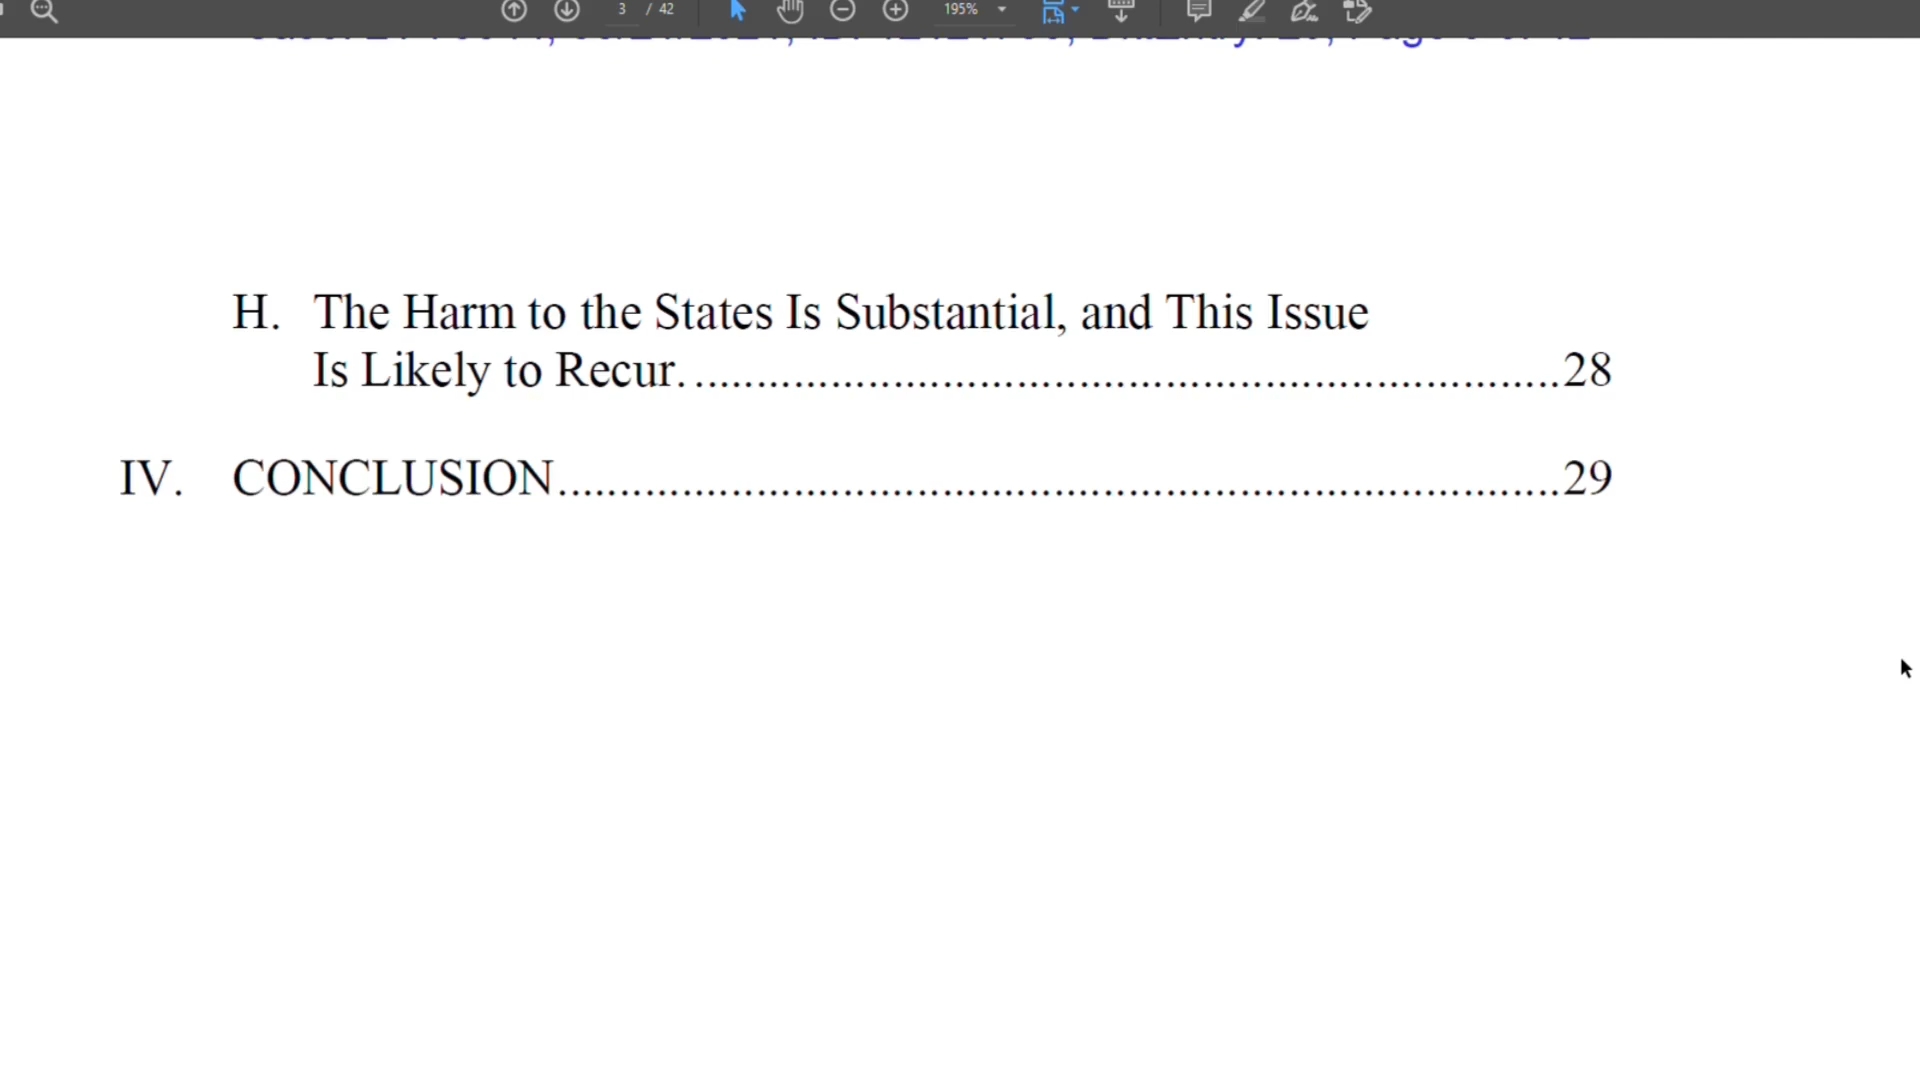 3 / 42
195%
H. The Harm to the States Is Substantial, and This Issue
Is Likely to Recur. ........................................................28
IV. CONCLUSION.................................................................29